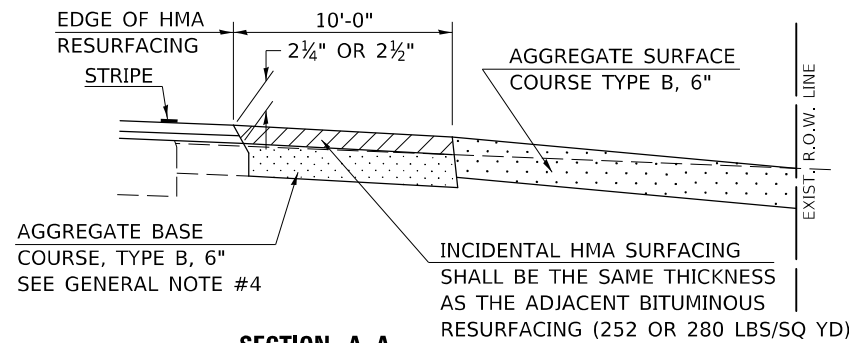 EDGE OF HMA
RESURFACING
10'-0"
2¼" OR 2½"
STRIPE
AGGREGATE SURFACE
COURSE TYPE B, 6"
EXIST. R.O.W. LINE
AGGREGATE BASE
COURSE, TYPE B, 6"
SEE GENERAL NOTE #4
INCIDENTAL HMA SURFACING
SHALL BE THE SAME THICKNESS
AS THE ADJACENT BITUMINOUS
RESURFACING (252 OR 280 LBS/SQ YD)
SECTION A-A